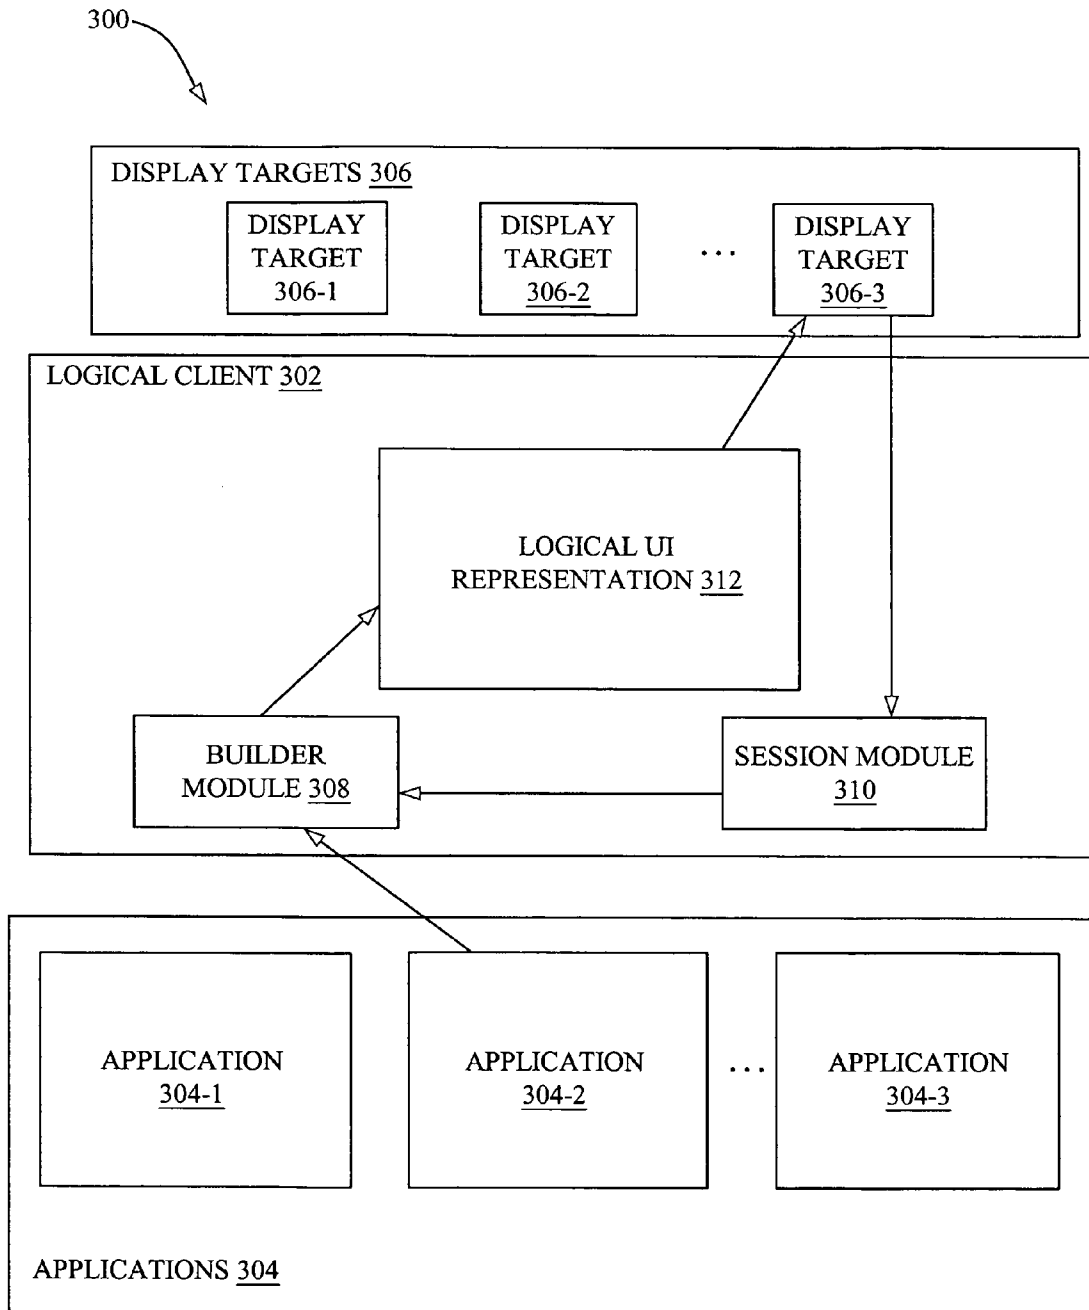 300
DISPLAY TARGETS 306
DISPLAY
TARGET
306-1
DISPLAY
TARGET
306-2
...
DISPLAY
TARGET
306-3
LOGICAL CLIENT 302
LOGICAL UI
REPRESENTATION 312
BUILDER
MODULE 308
SESSION MODULE
310
APPLICATION
304-1
APPLICATION
304-2
...
APPLICATION
304-3
APPLICATIONS 304